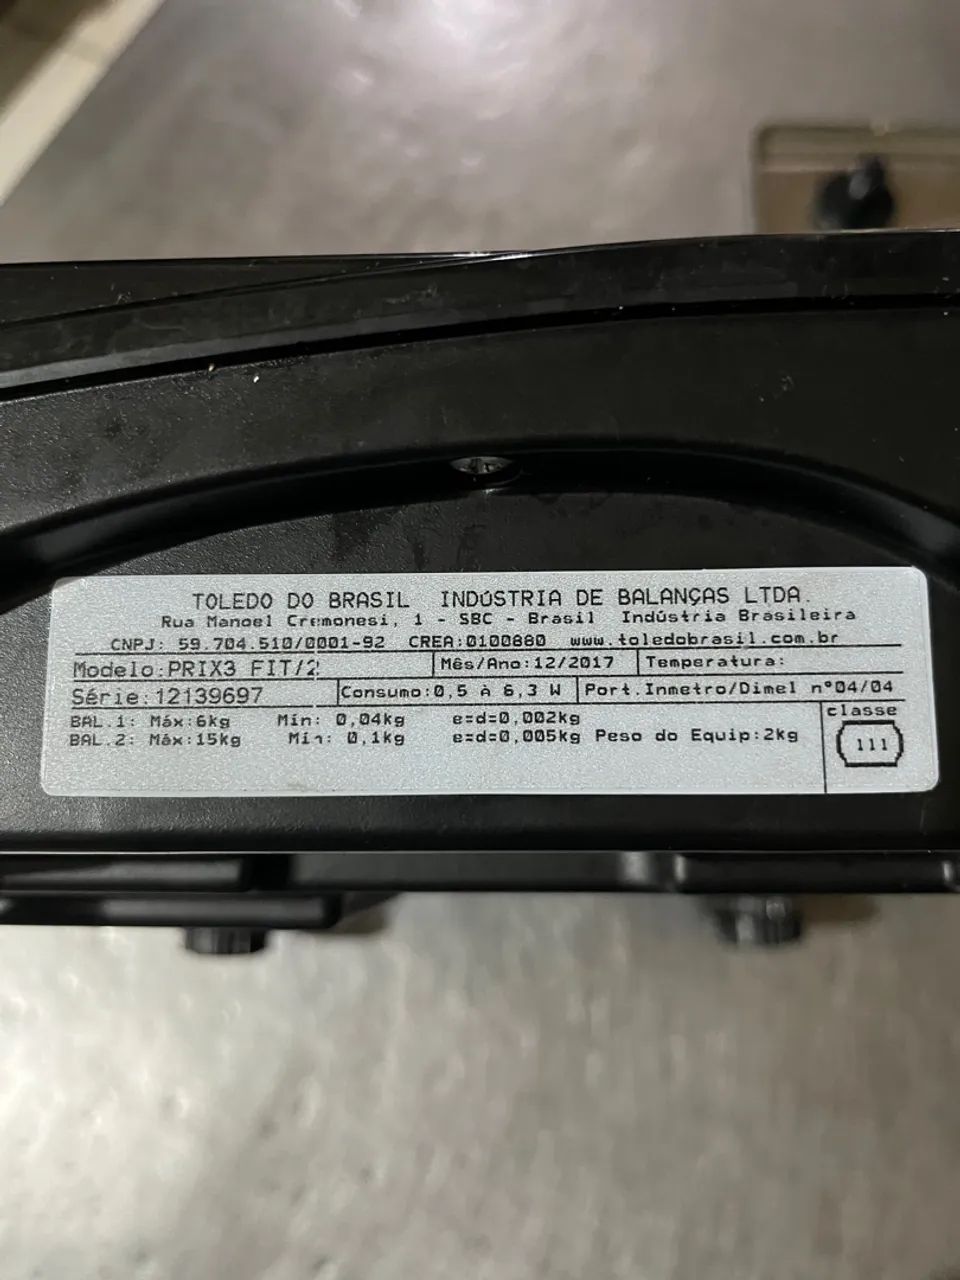 TOLEDO DO BRASIL INDÚSTRIA DE BALANÇAS LTDA.
Rua Manoel Cremonesi, 1 - SBC - Brasil Indústria Brasileira
CNPJ: 59.704.510/0001-92 CREA:0100880 www.toledobrasil.com.br
Modelo:PRIX3 FIT/2 Mês/Ano:12/2017 Temperatura:
Série:12139697 Consumo:0,5 à 6,3 W Port.Inmetro/Dimel nº04/04
BAL.1: Máx:6kg Mín: 0,04kg e=d=0,002kg
BAL.2: Máx:15kg Mín: 0,1kg e=d=0,005kg Peso do Equip:2kg
classe
111